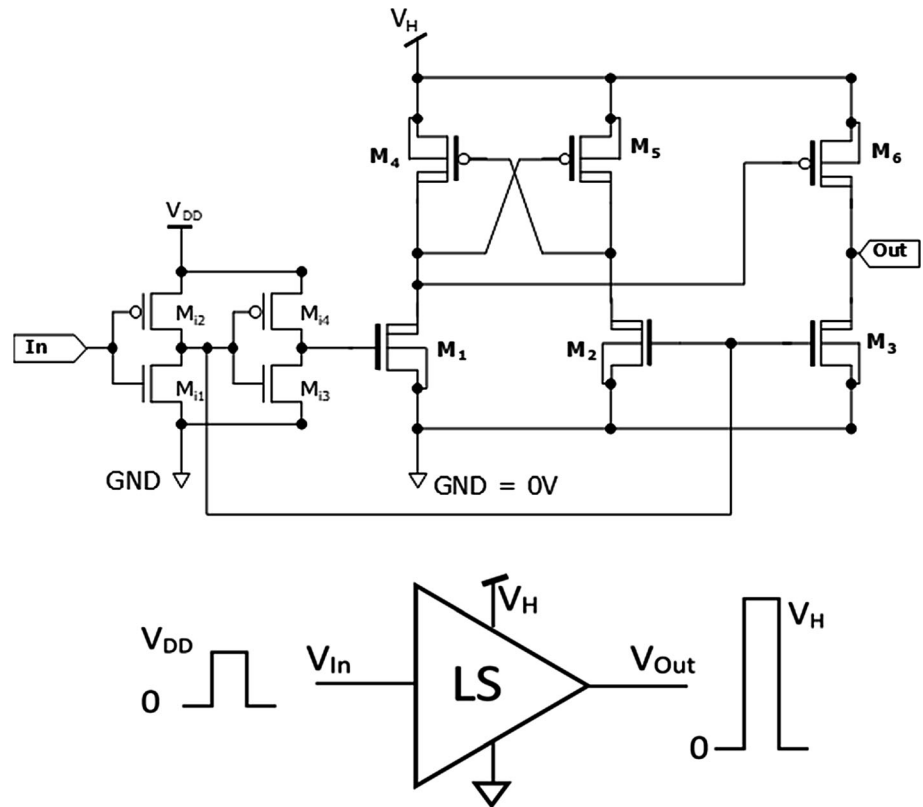 V_H
M_4
M_5
M_6
V_DD
Out
M_i2
M_i4
In
M_1
M_2
M_3
M_i1
M_i3
GND
GND = 0V
V_H
V_H
V_DD
V_In
V_Out
LS
0
0